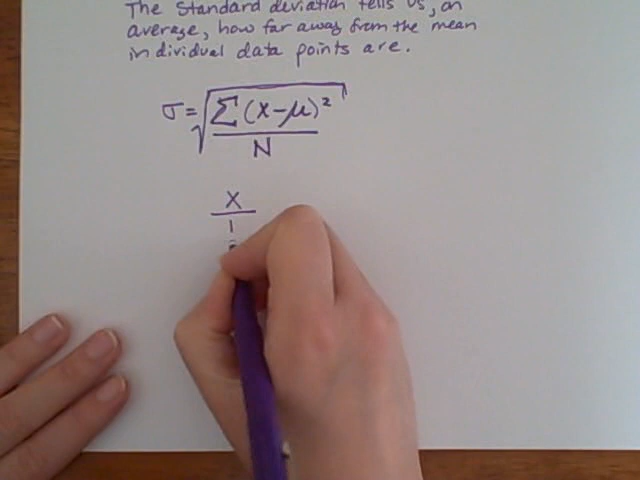 The Standard deviation tells us, on
average, how far away from the mean
individual data points are.
σ = √ Σ(x-μ)²
N
X
1